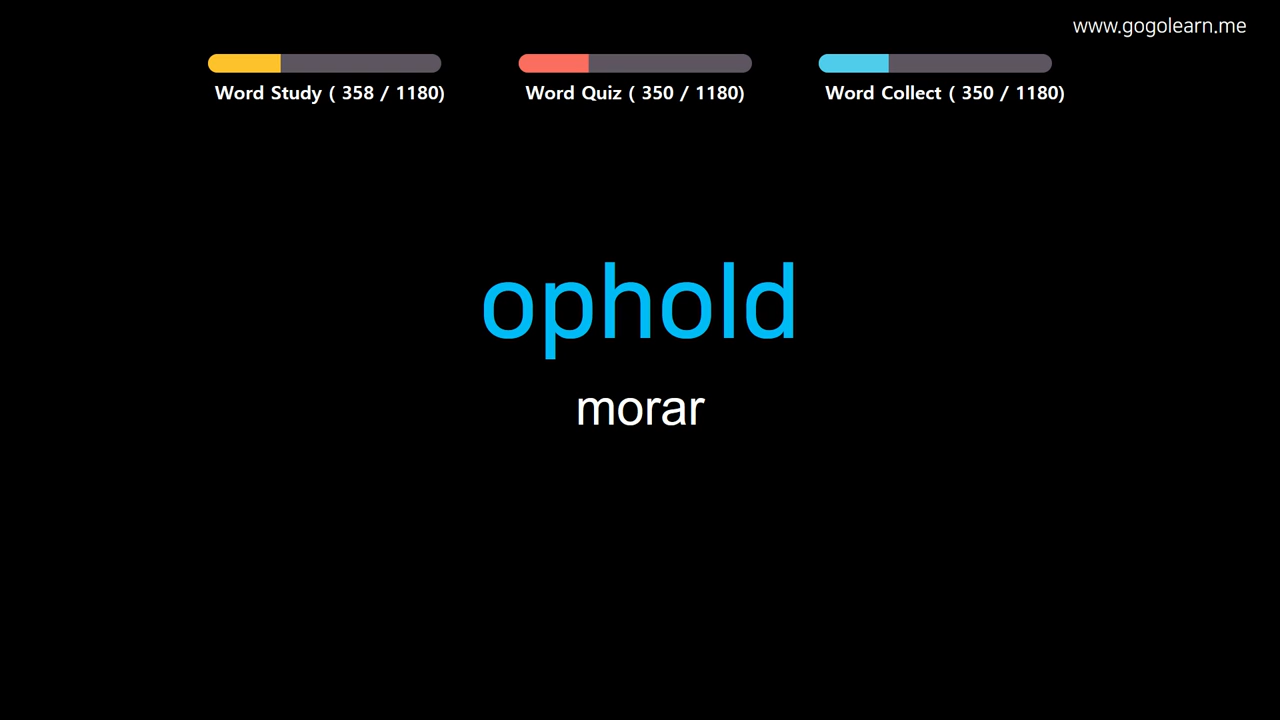 www.gogolearn.me
Word Study ( 358 / 1180)
Word Quiz ( 350 / 1180)
Word Collect ( 350 / 1180)
ophold
morar